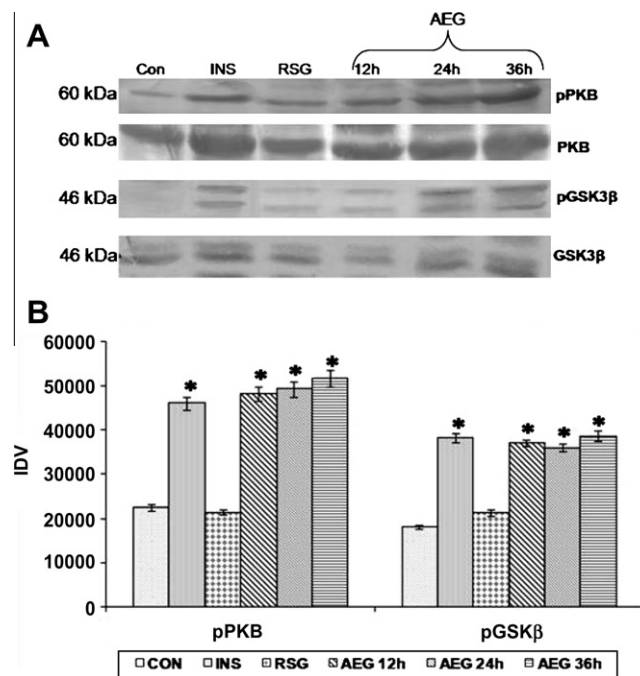 A
AEG
Con INS RSG 12h 24h 36h
60 kDa pPKB
60 kDa PKB
46 kDa pGSK3β
46 kDa GSK3β
B
60000
50000
40000
30000
20000
10000
0
IDV
* * * * * * * *
pPKB pGSKβ
CON INS RSG AEG 12h AEG 24h AEG 36h